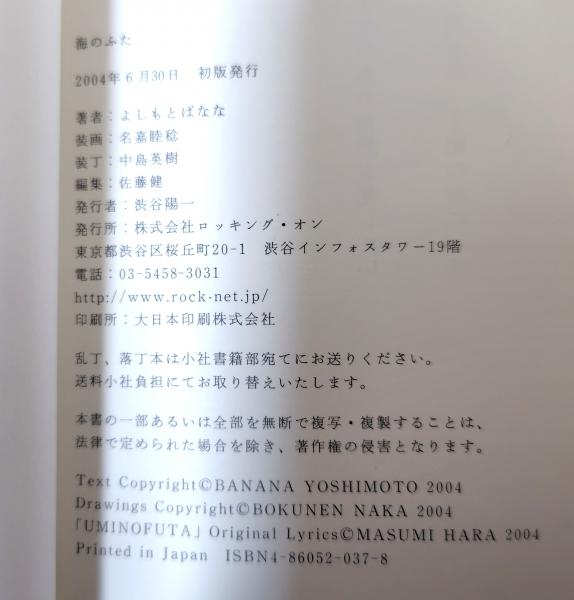 海のふた
2004年6月30日　初版発行
著者：よしもとばなな
装画：名嘉睦稔
装丁：中島英樹
編集：佐藤健
発行者：渋谷陽一
発行所：株式会社ロッキング・オン
東京都渋谷区桜丘町20-1　渋谷インフォスタワー19階
電話：03-5458-3031
http://www.rock-net.jp/
印刷所：大日本印刷株式会社
乱丁、落丁本は小社書籍部宛てにお送りください。
送料小社負担にてお取り替えいたします。
本書の一部あるいは全部を無断で複写・複製することは、
法律で定められた場合を除き、著作権の侵害となります。
Text Copyright©BANANA YOSHIMOTO 2004
Drawings Copyright©BOKUNEN NAKA 2004
「UMINOFUTA」Original Lyrics©MASUMI HARA 2004
Printed in Japan　ISBN4-86052-037-8